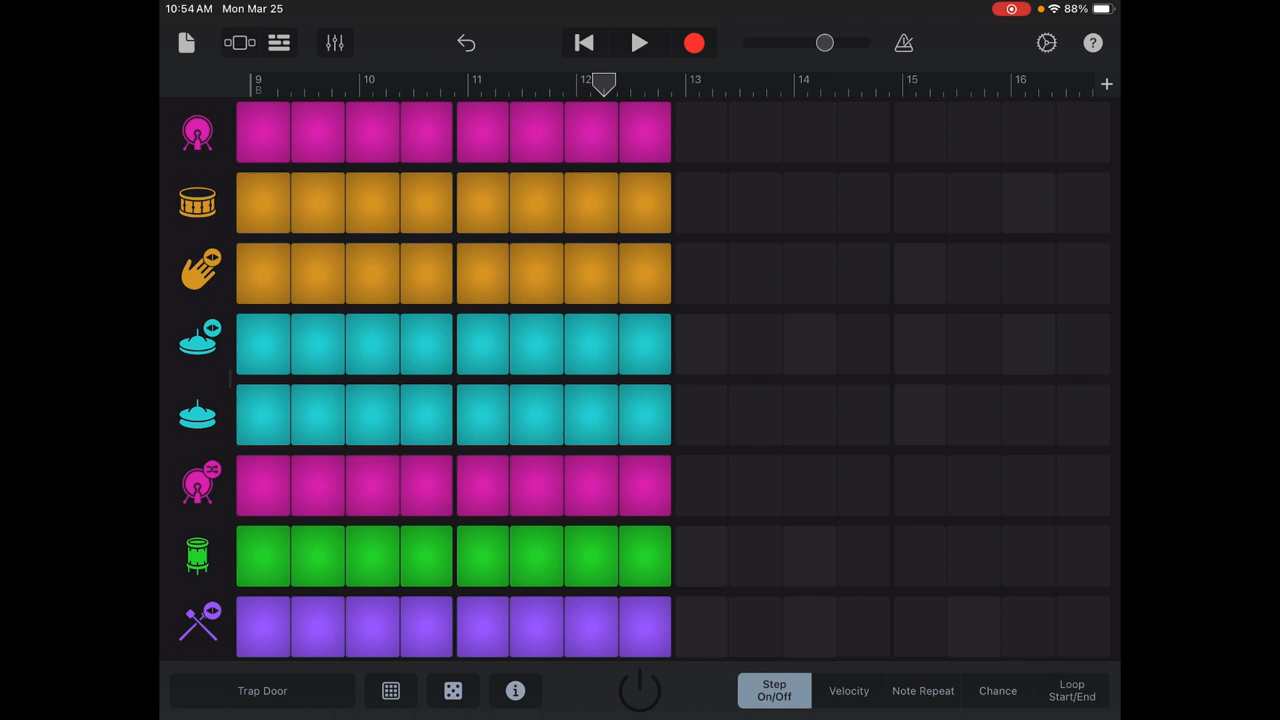 10:54 AM Mon Mar 25
88%
9 10 11 12 13 14 15 16 +
B
?
Trap Door
Step
On/Off
Velocity
Note Repeat
Chance
Loop
Start/End